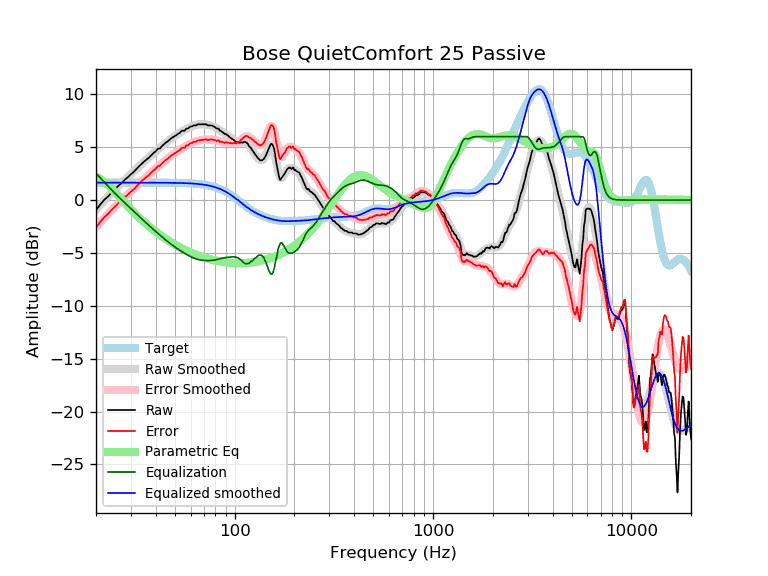 Bose QuietComfort 25 Passive
Amplitude (dBr)
10
5
0
−5
−10
−15
−20
−25
Target
Raw Smoothed
Error Smoothed
Raw
Error
Parametric Eq
Equalization
Equalized smoothed
100
1000
10000
Frequency (Hz)